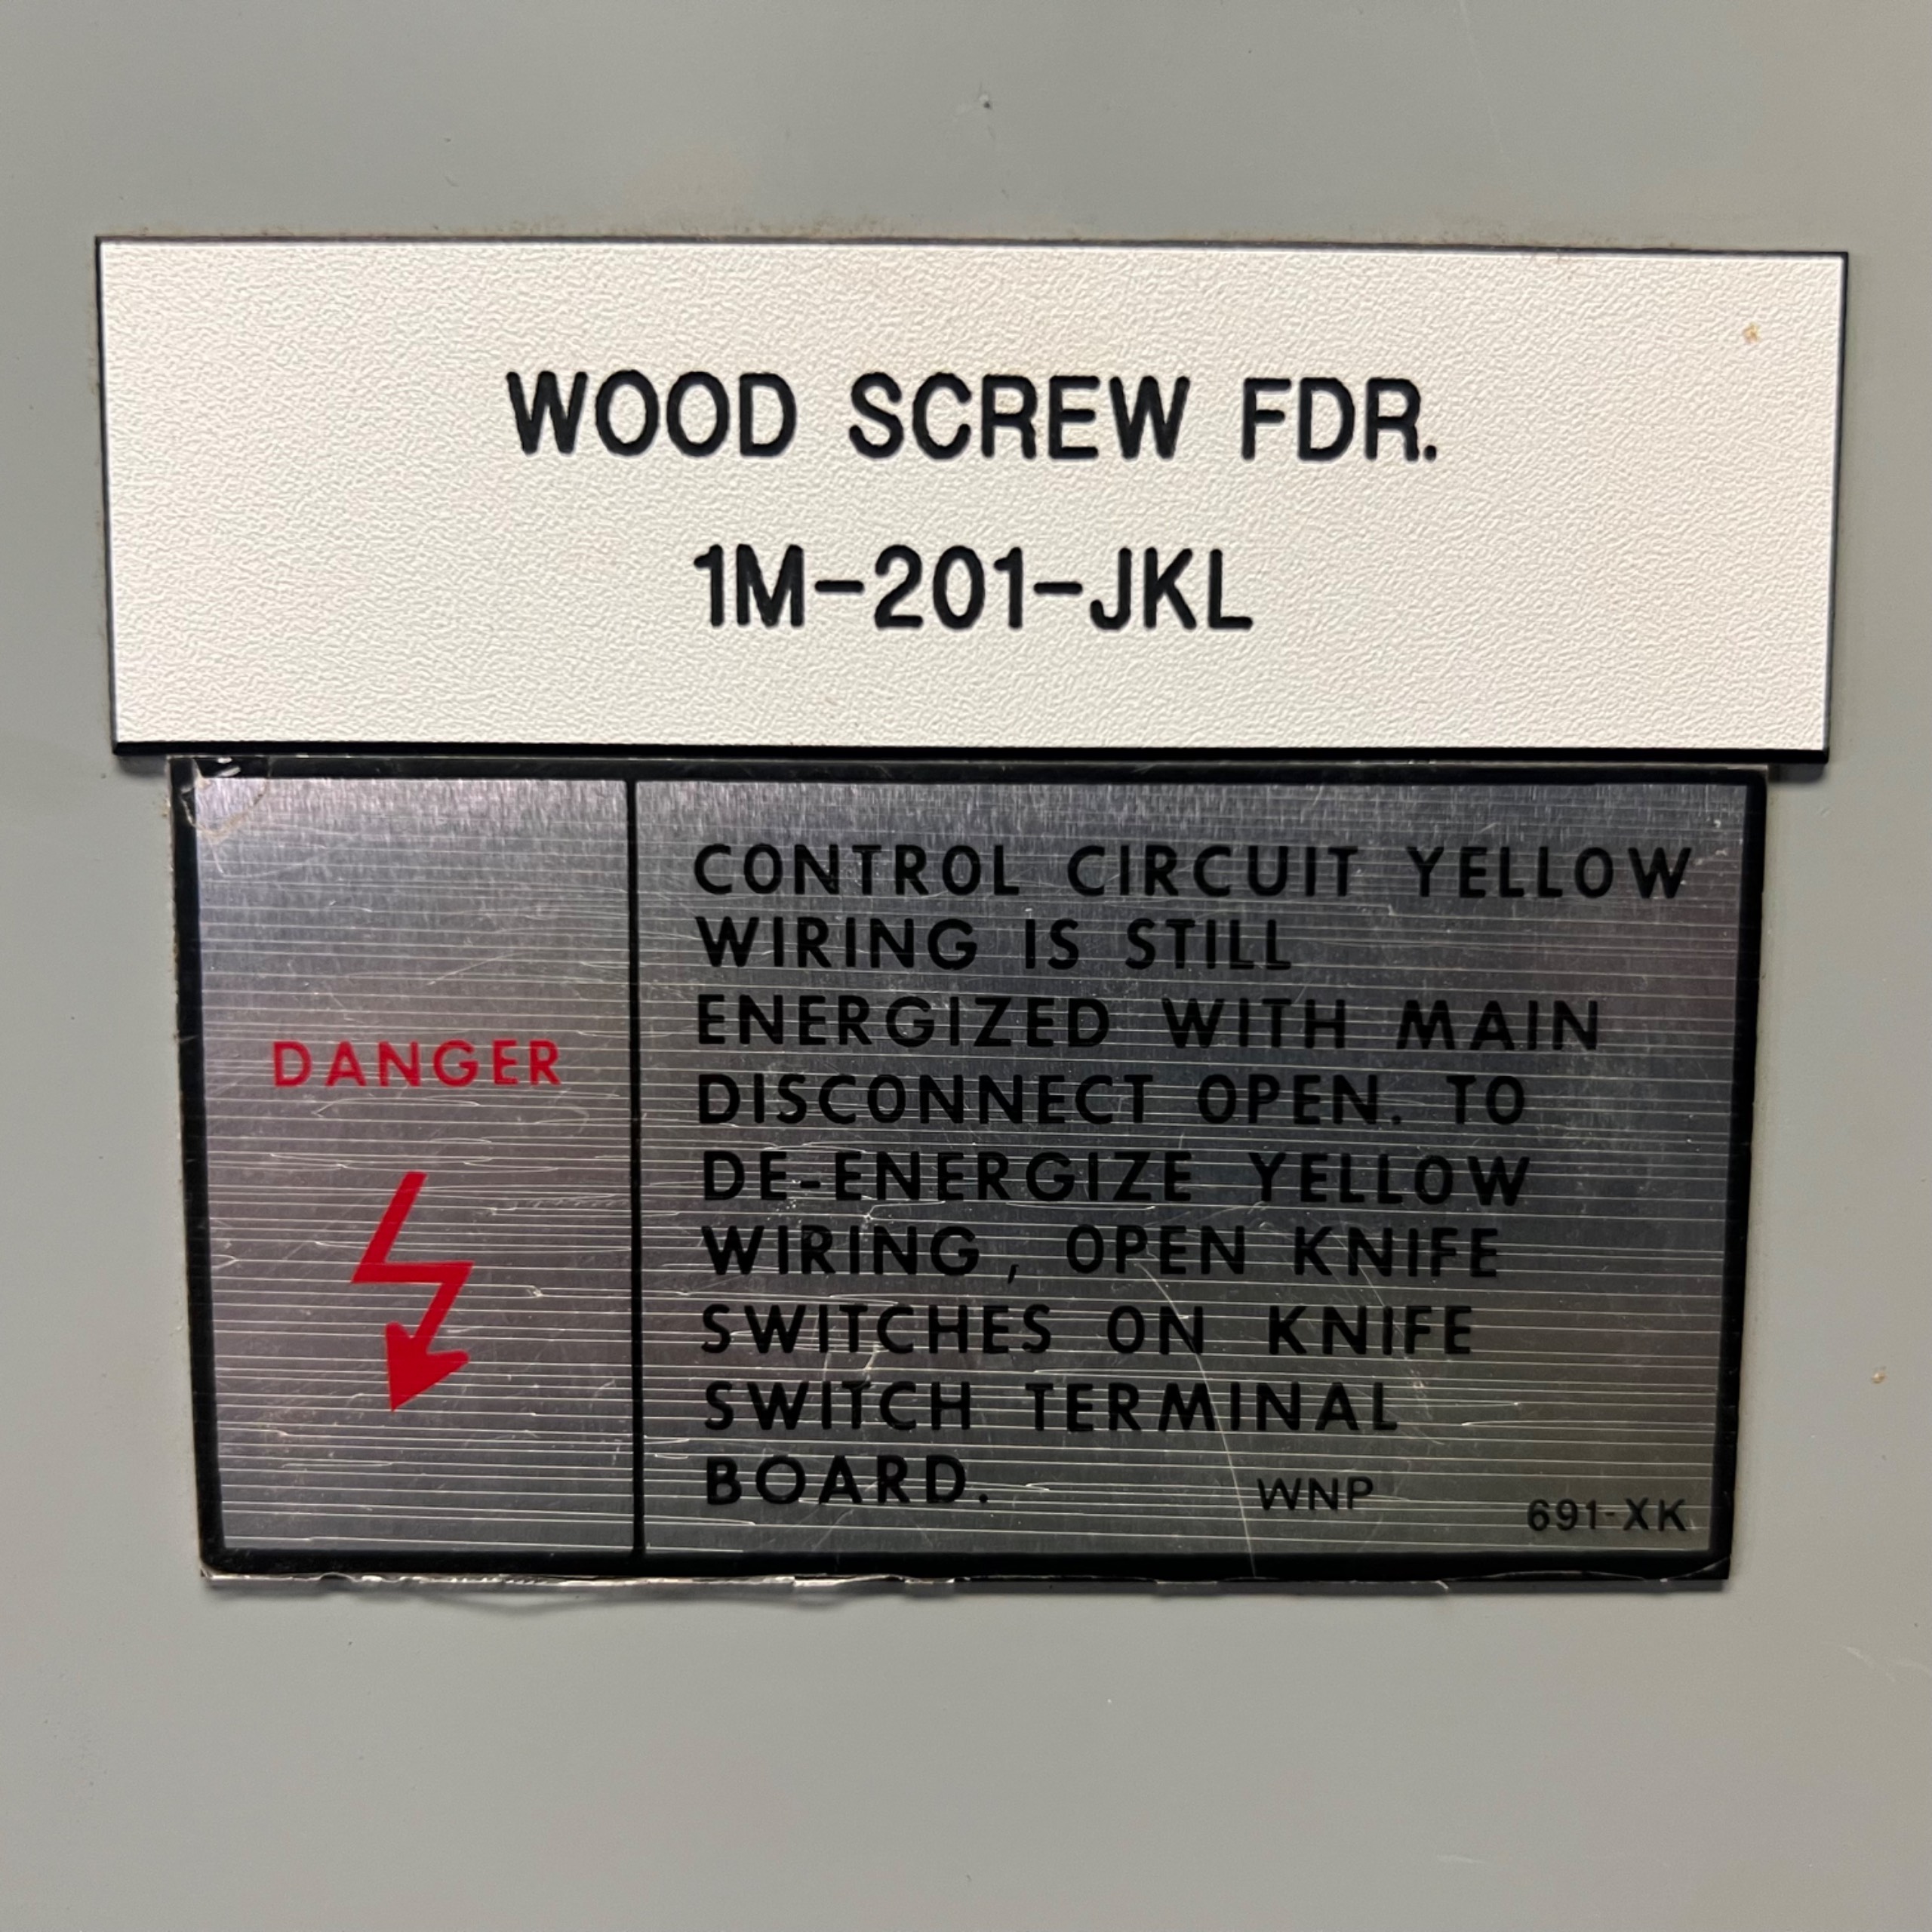 WOOD SCREW FDR.
1M-201-JKL
DANGER
CONTROL CIRCUIT YELLOW
WIRING IS STILL
ENERGIZED WITH MAIN
DISCONNECT OPEN. TO
DE-ENERGIZE YELLOW
WIRING, OPEN KNIFE
SWITCHES ON KNIFE
SWITCH TERMINAL
BOARD. WNP 691-XK